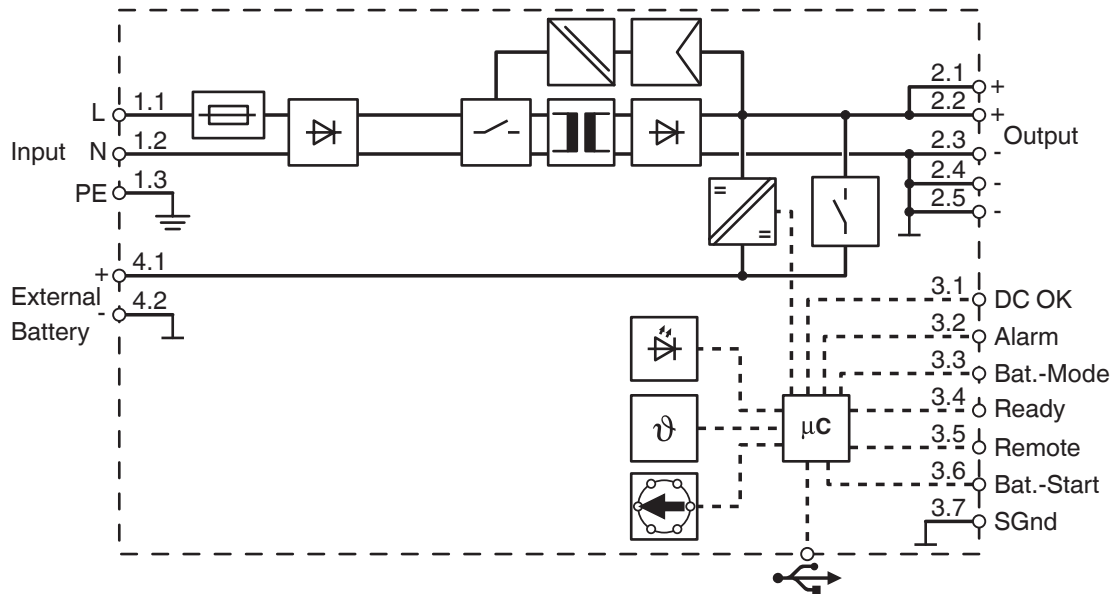 L 1.1
Input N 1.2
PE 1.3
+ 4.1
External
- 4.2
Battery
2.1 +
2.2 +
Output
2.3 -
2.4 -
2.5 -
=
=
3.1 DC OK
3.2 Alarm
3.3 Bat.-Mode
3.4 Ready
3.5 Remote
3.6 Bat.-Start
3.7 SGnd
ϑ
µC